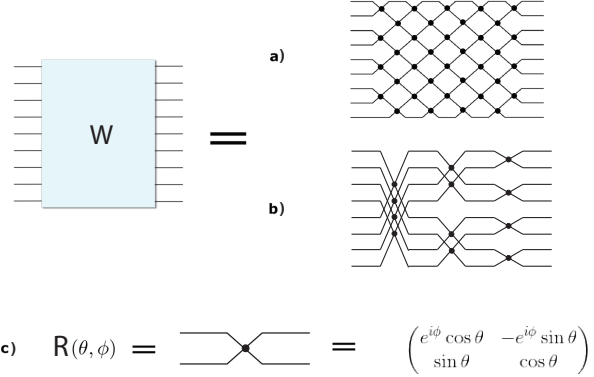 a)
W
=
b)
c) R(θ, ϕ) = = ( e^{iϕ} cos θ   −e^{iϕ} sin θ
sin θ   cos θ )